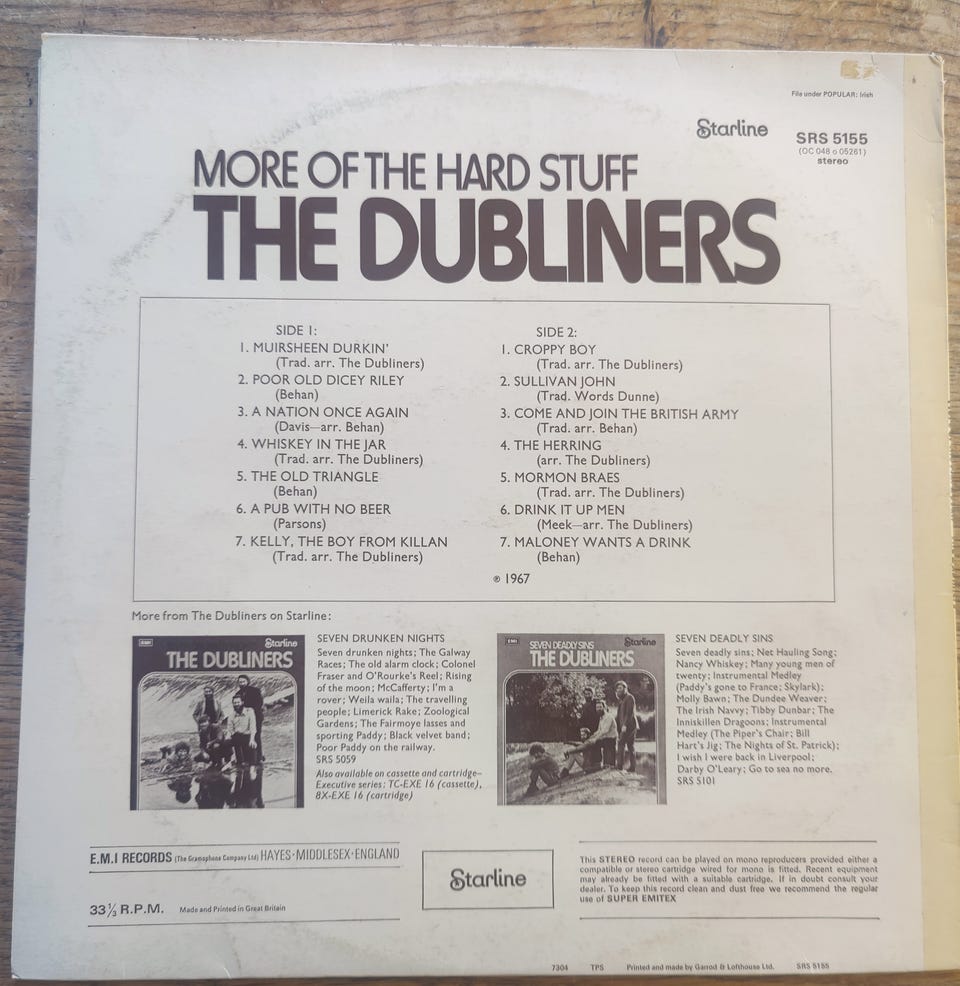 File under POPULAR: Irish
Starline
SRS 5155
(OC 048 o 05261)
stereo
MORE OF THE HARD STUFF
THE DUBLINERS
SIDE 1:
1. MUIRSHEEN DURKIN'
(Trad. arr. The Dubliners)
2. POOR OLD DICEY RILEY
(Behan)
3. A NATION ONCE AGAIN
(Davis—arr. Behan)
4. WHISKEY IN THE JAR
(Trad. arr. The Dubliners)
5. THE OLD TRIANGLE
(Behan)
6. A PUB WITH NO BEER
(Parsons)
7. KELLY, THE BOY FROM KILLAN
(Trad. arr. The Dubliners)
SIDE 2:
1. CROPPY BOY
(Trad. arr. The Dubliners)
2. SULLIVAN JOHN
(Trad. Words Dunne)
3. COME AND JOIN THE BRITISH ARMY
(Trad. arr. Behan)
4. THE HERRING
(arr. The Dubliners)
5. MORMON BRAES
(Trad. arr. The Dubliners)
6. DRINK IT UP MEN
(Meek—arr. The Dubliners)
7. MALONEY WANTS A DRINK
(Behan)
℗ 1967
More from The Dubliners on Starline:
EMI
Starline
THE DUBLINERS
SEVEN DRUNKEN NIGHTS
Seven drunken nights; The Galway
Races; The old alarm clock; Colonel
Fraser and O'Rourke's Reel; Rising
of the moon; McCafferty; I'm a
rover; Weila waila; The travelling
people; Limerick Rake; Zoological
Gardens; The Fairmoye lasses and
sporting Paddy; Black velvet band;
Poor Paddy on the railway.
SRS 5059
Also available on cassette and cartridge–
Executive series: TC-EXE 16 (cassette),
8X-EXE 16 (cartridge)
EMI
SEVEN DEADLY SINS
Starline
THE DUBLINERS
SEVEN DEADLY SINS
Seven deadly sins; Net Hauling Song;
Nancy Whiskey; Many young men of
twenty; Instrumental Medley
(Paddy's gone to France; Skylark);
Molly Bawn; The Dundee Weaver;
The Irish Navvy; Tibby Dunbar; The
Inniskillen Dragoons; Instrumental
Medley (The Piper's Chair; Bill
Hart's Jig; The Nights of St. Patrick);
I wish I were back in Liverpool;
Darby O'Leary; Go to sea no more.
SRS 5101
E.M.I RECORDS (The Gramophone Company Ltd) HAYES·MIDDLESEX·ENGLAND
33⅓ R.P.M. Made and Printed in Great Britain
Starline
This STEREO record can be played on mono reproducers provided either a
compatible or stereo cartridge wired for mono is fitted. Recent equipment
may already be fitted with a suitable cartridge. If in doubt consult your
dealer. To keep this record clean and dust free we recommend the regular
use of SUPER EMITEX
7304 TPS Printed and made by Garrod & Lofthouse Ltd. SRS 5155